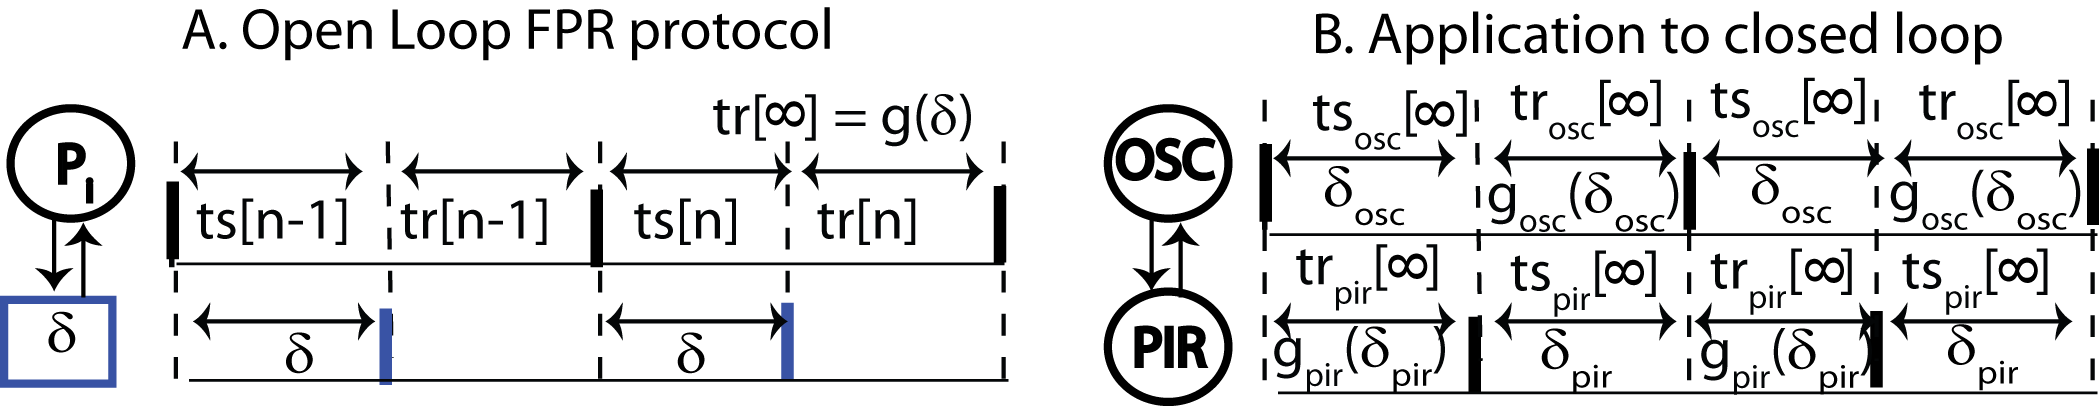 A. Open Loop FPR protocol
tr[∞] = g(δ)
P i
ts[n-1] tr[n-1] ts[n] tr[n]
δ
δ δ
B. Application to closed loop
OSC
ts osc [∞] tr osc [∞] ts osc [∞] tr osc [∞]
δ osc g osc (δ osc ) δ osc g osc (δ osc )
PIR
tr pir [∞] ts pir [∞] tr pir [∞] ts pir [∞]
g pir (δ pir ) δ pir g pir (δ pir ) δ pir